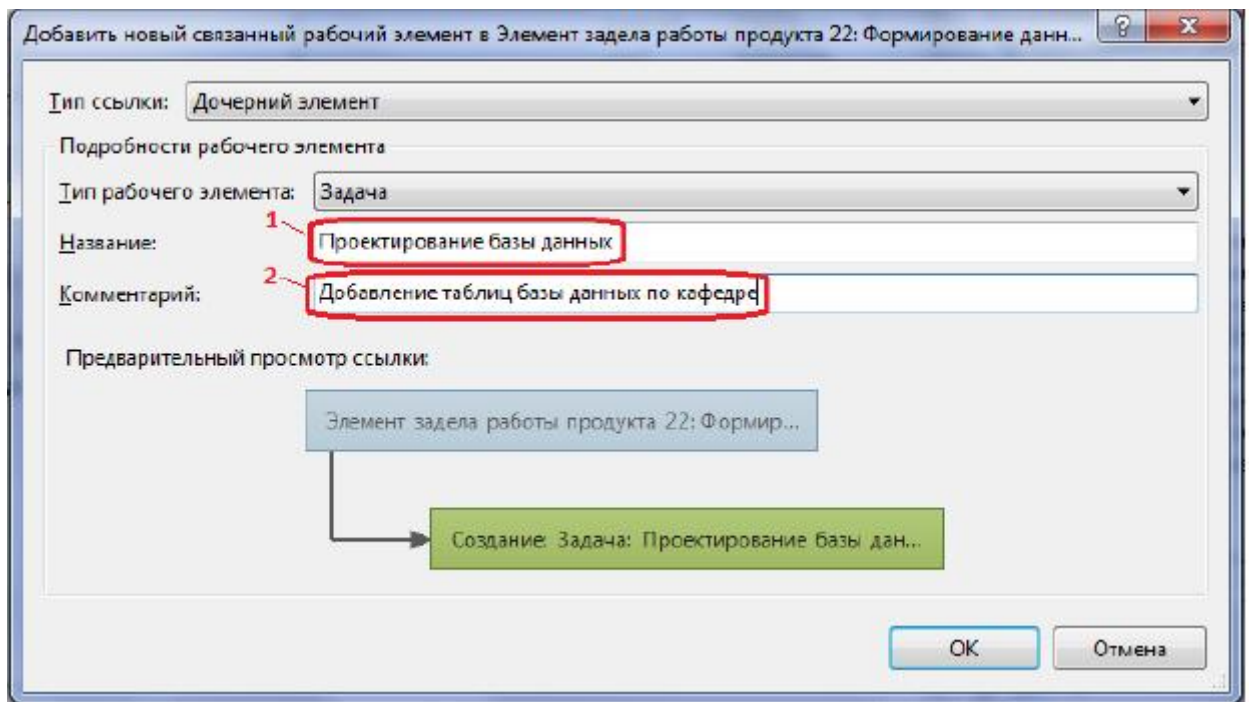 Добавить новый связанный рабочий элемент в Элемент задела работы продукта 22: Формирование данн...
Тип ссылки: Дочерний элемент
Подробности рабочего элемента
Тип рабочего элемента: Задача
1
Название: Проектирование базы данных
2
Комментарий: Добавление таблиц базы данных по кафедре
Предварительный просмотр ссылки:
Элемент задела работы продукта 22: Формир...
Создание: Задача: Проектирование базы дан...
OK Отмена